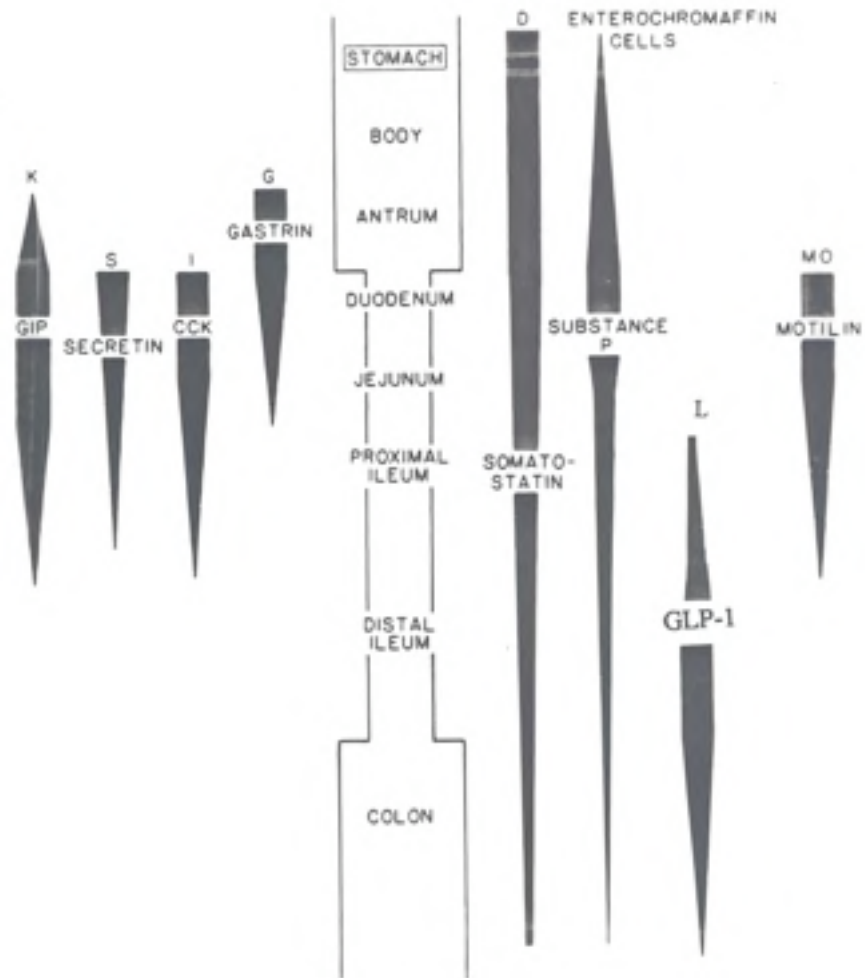 D
ENTEROCHROMAFFIN
CELLS
STOMACH
BODY
K
G
ANTRUM
GASTRIN
S
I
MO
DUODENUM
GIP
CCK
SECRETIN
SUBSTANCE
P
MOTILIN
JEJUNUM
L
PROXIMAL
ILEUM
SOMATO-
STATIN
GLP-1
DISTAL
ILEUM
COLON